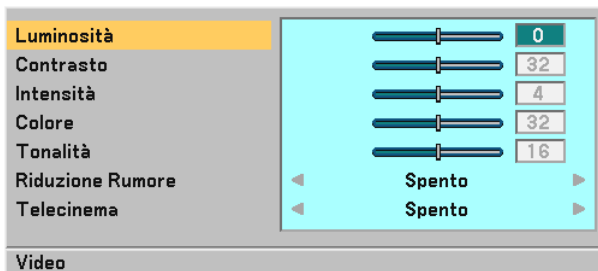 Luminosità 0
Contrasto 32
Intensità 4
Colore 32
Tonalità 16
Riduzione Rumore Spento
Telecinema Spento
Video